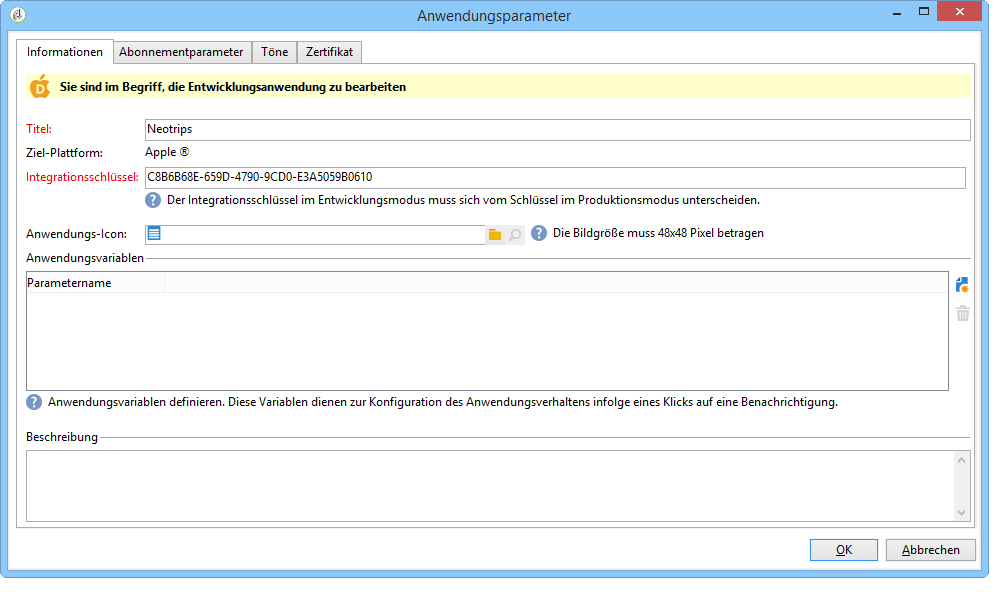 Anwendungsparameter
Informationen Abonnementparameter Töne Zertifikat
D Sie sind im Begriff, die Entwicklungsanwendung zu bearbeiten
Titel: Neotrips
Ziel-Plattform: Apple ®
Integrationsschlüssel: C8B6B68E-659D-4790-9CD0-E3A5059B0610
? Der Integrationsschlüssel im Entwicklungsmodus muss sich vom Schlüssel im Produktionsmodus unterscheiden.
Anwendungs-Icon: ? Die Bildgröße muss 48x48 Pixel betragen
Anwendungsvariablen
Parametername
? Anwendungsvariablen definieren. Diese Variablen dienen zur Konfiguration des Anwendungsverhaltens infolge eines Klicks auf eine Benachrichtigung.
Beschreibung
OK Abbrechen